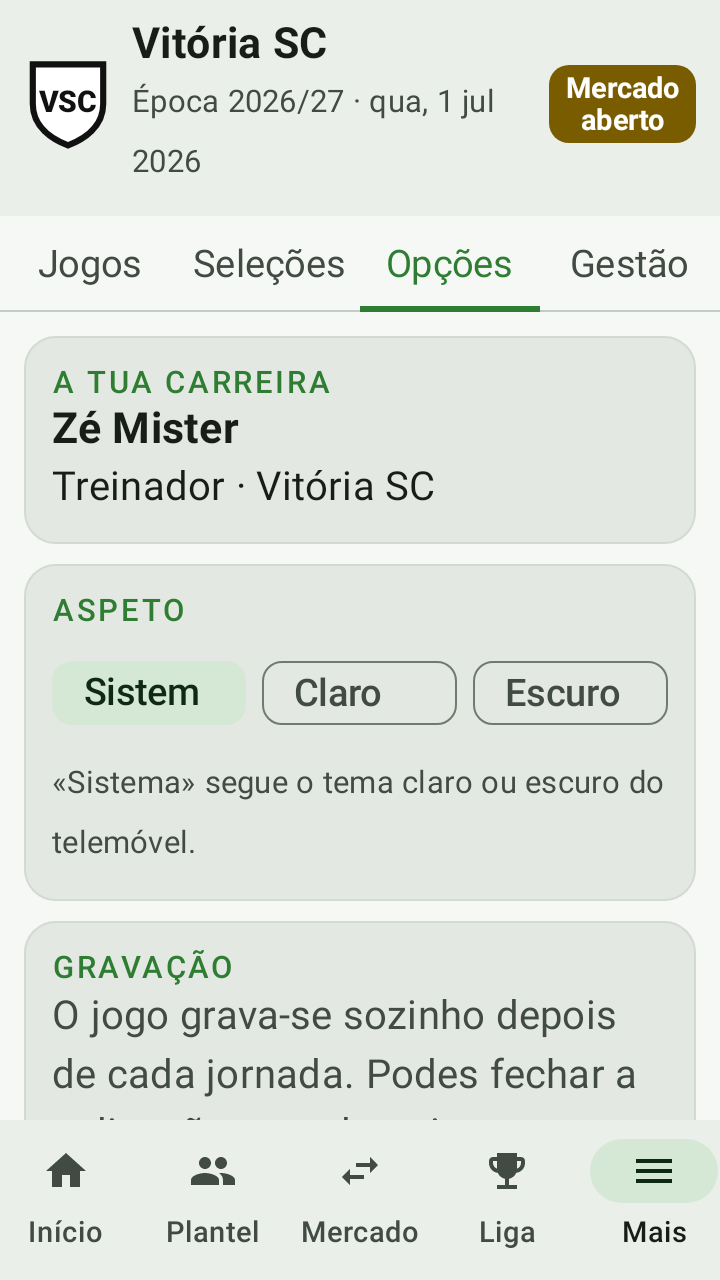 Vitória SC
VSC
Época 2026/27 · qua, 1 jul
2026
Mercado
aberto
Jogos
Seleções
Opções
Gestão
A TUA CARREIRA
Zé Mister
Treinador · Vitória SC
ASPETO
Sistem
Claro
Escuro
«Sistema» segue o tema claro ou escuro do
telemóvel.
GRAVAÇÃO
O jogo grava-se sozinho depois
de cada jornada. Podes fechar a
Início
Plantel
Mercado
Liga
Mais